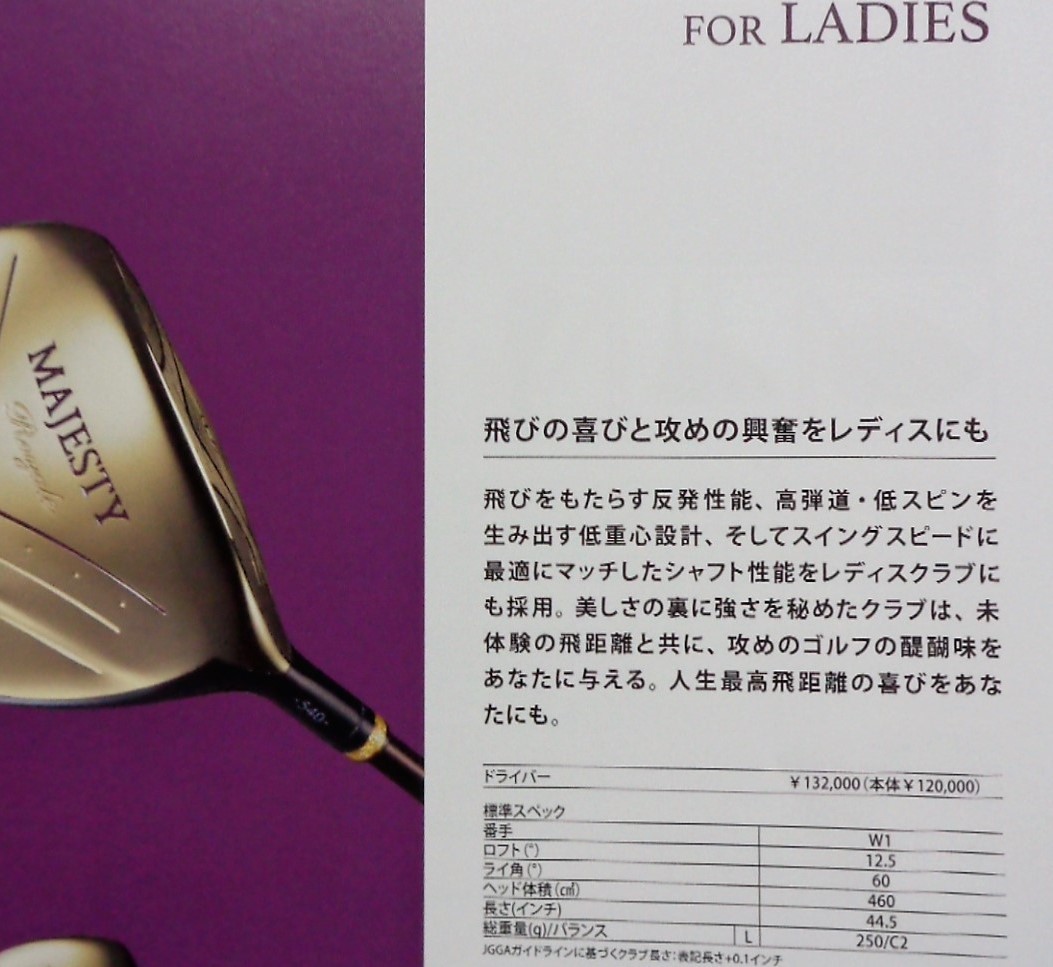 FOR LADIES
MAJESTY
Royale
-540-
飛びの喜びと攻めの興奮をレディスにも
飛びをもたらす反発性能、高弾道・低スピンを
生み出す低重心設計、そしてスイングスピードに
最適にマッチしたシャフト性能をレディスクラブに
も採用。美しさの裏に強さを秘めたクラブは、未
体験の飛距離と共に、攻めのゴルフの醍醐味を
あなたに与える。人生最高飛距離の喜びをあな
たにも。
ドライバー ¥132,000(本体¥120,000)
標準スペック
番手 W1
ロフト(°) 12.5
ライ角(°) 60
ヘッド体積(㎤) 460
長さ(インチ) 44.5
総重量(g)/バランス L 250/C2
JGGAガイドラインに基づくクラブ長さ:表記長さ+0.1インチ